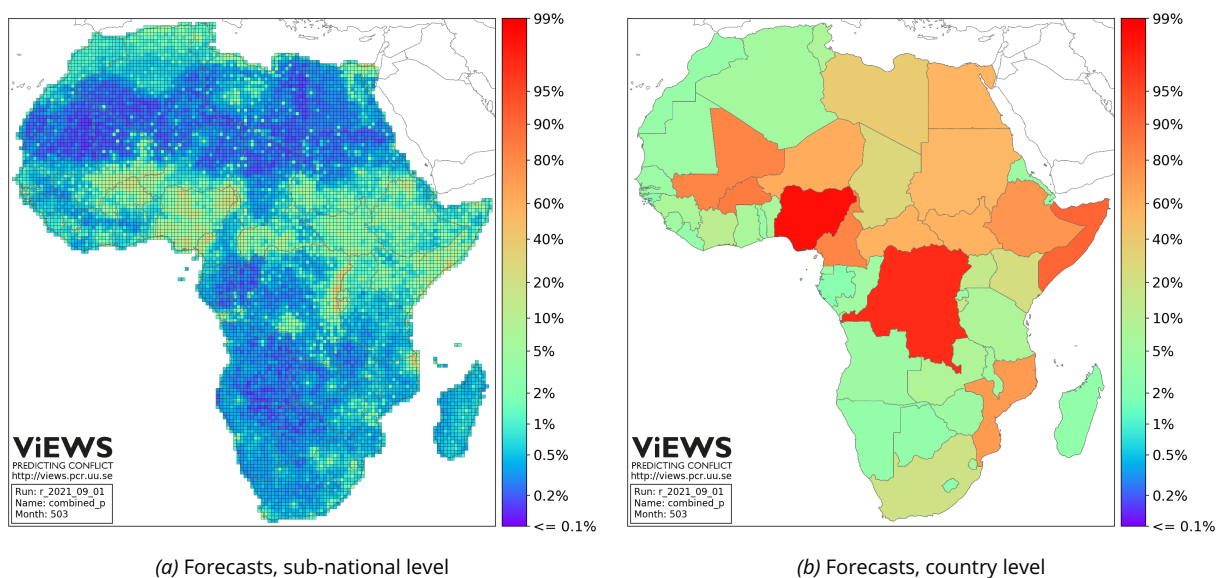 99%
95%
90%
80%
60%
40%
20%
10%
5%
2%
1%
0.5%
0.2%
<= 0.1%
ViEWS
PREDICTING CONFLICT
http://views.pcr.uu.se
Run: r_2021_09_01
Name: combined_p
Month: 503
(a) Forecasts, sub-national level
99%
95%
90%
80%
60%
40%
20%
10%
5%
2%
1%
0.5%
0.2%
<= 0.1%
ViEWS
PREDICTING CONFLICT
http://views.pcr.uu.se
Run: r_2021_09_01
Name: combined_p
Month: 503
(b) Forecasts, country level